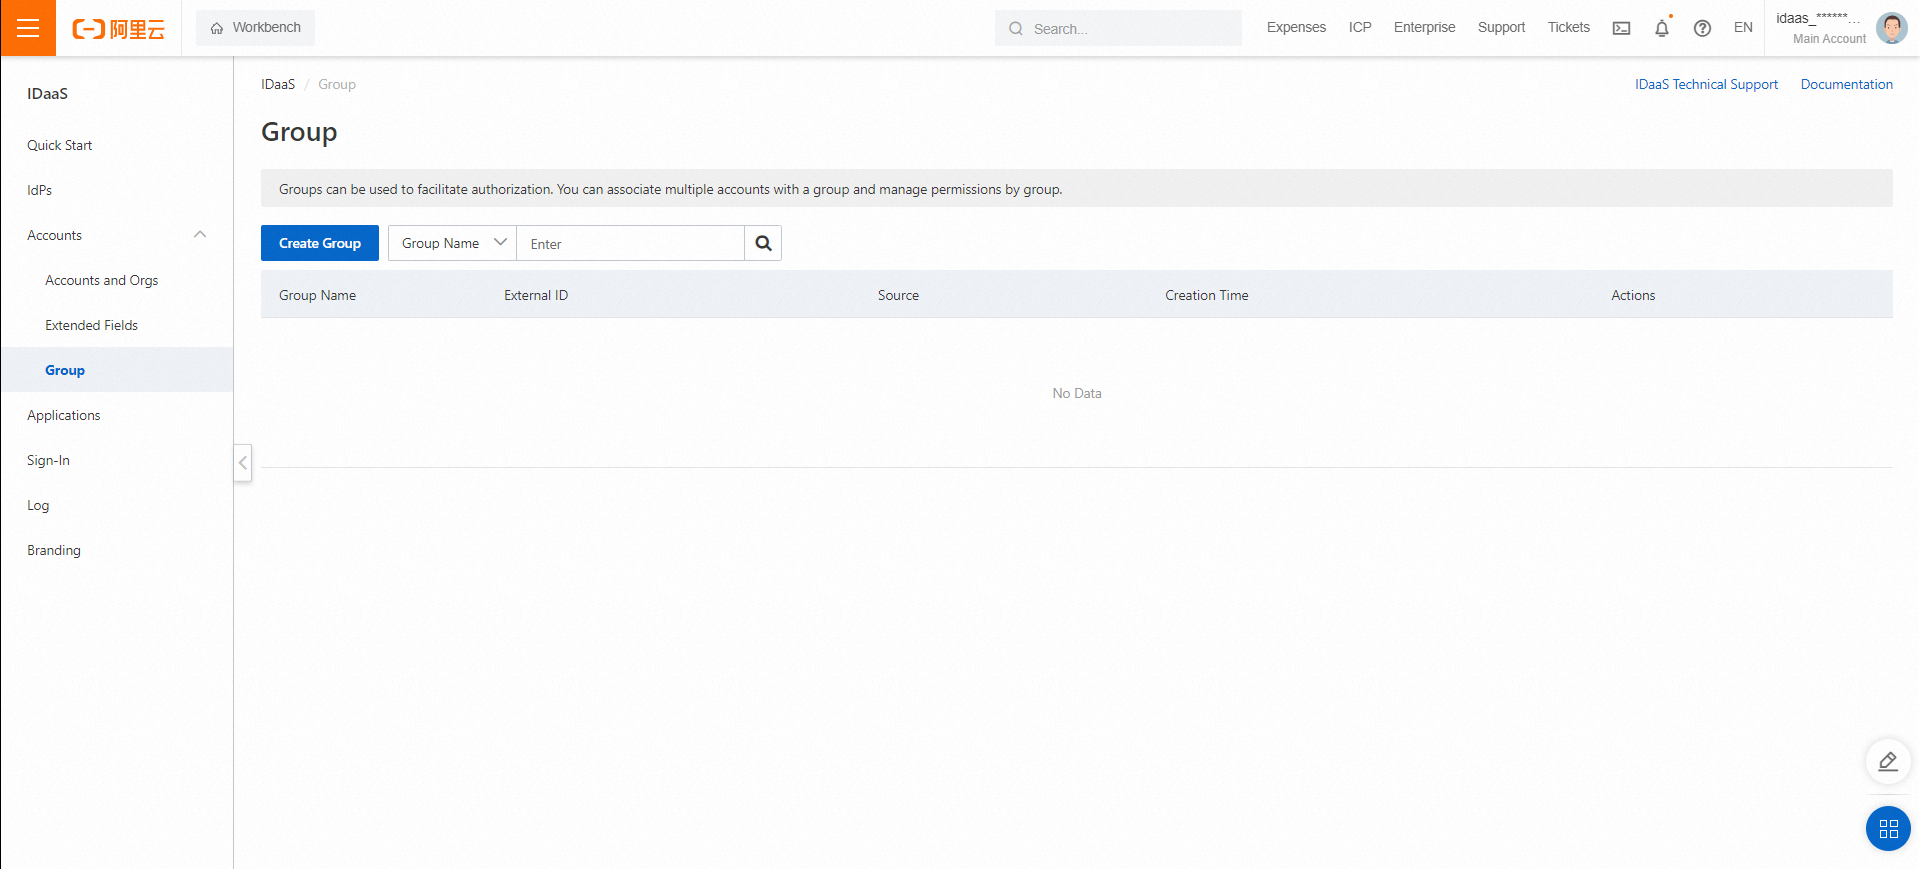 阿里云
Workbench
Search...
Expenses
ICP
Enterprise
Support
Tickets
EN
idaas_******...
Main Account
IDaaS
Quick Start
IdPs
Accounts
Accounts and Orgs
Extended Fields
Group
Applications
Sign-In
Log
Branding
IDaaS / Group
IDaaS Technical Support
Documentation
Group
Groups can be used to facilitate authorization. You can associate multiple accounts with a group and manage permissions by group.
Create Group
Group Name
Enter
Group Name
External ID
Source
Creation Time
Actions
No Data